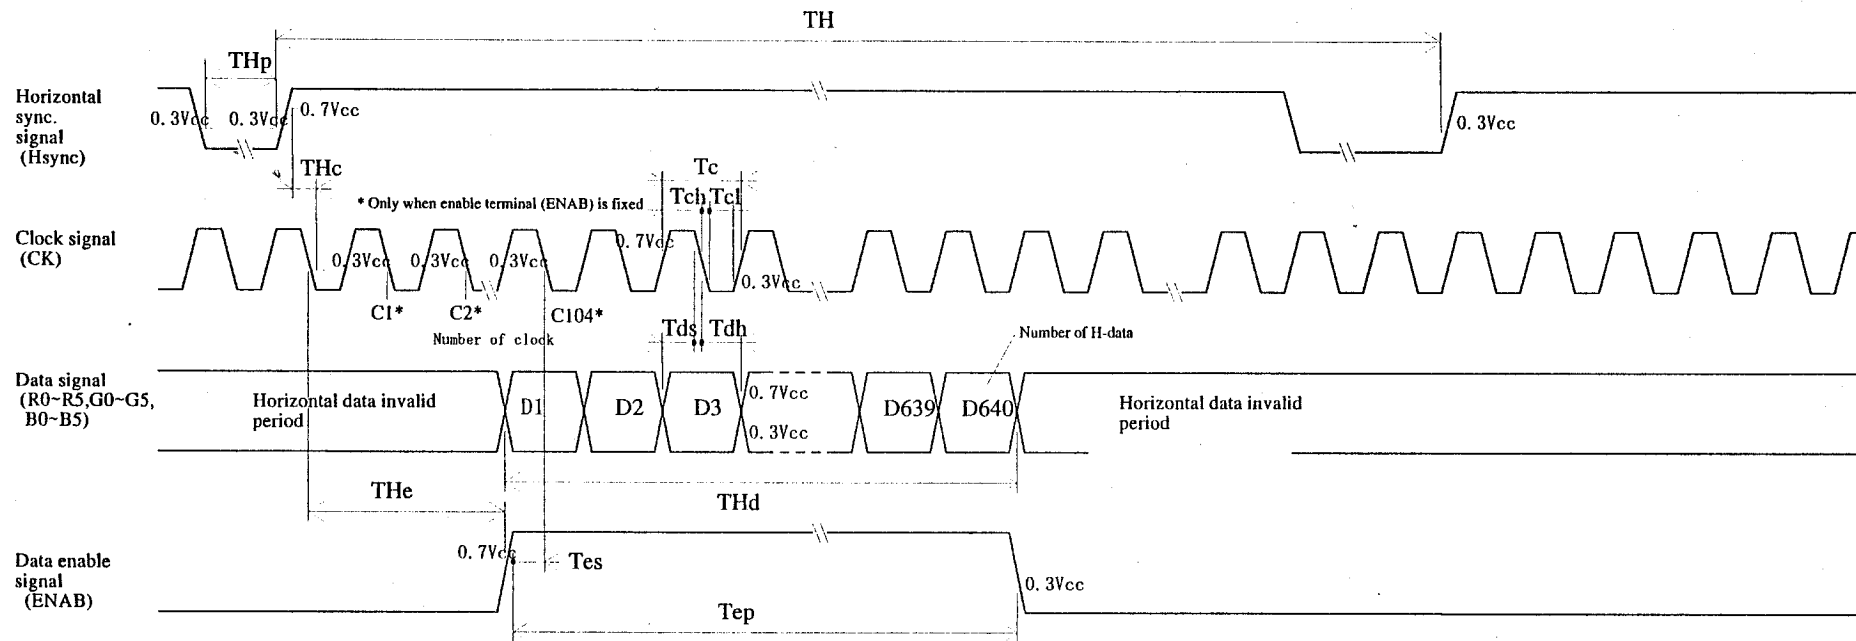 TH
THp
Horizontal
sync.
signal
(Hsync)
0.3Vcc
0.3Vcc
0.7Vcc
0.3Vcc
THc
Tc
Tch
Tcl
* Only when enable terminal (ENAB) is fixed
Clock signal
(CK)
0.3Vcc
0.3Vcc
0.3Vcc
0.7Vcc
0.3Vcc
C1*
C2*
C104*
Number of clock
Tds
Tdh
Number of H-data
Data signal
(R0~R5,G0~G5,
B0~B5)
Horizontal data invalid
period
D1
D2
D3
0.7Vcc
0.3Vcc
D639
D640
Horizontal data invalid
period
THe
THd
Data enable
signal
(ENAB)
0.7Vcc
Tes
0.3Vcc
Tep